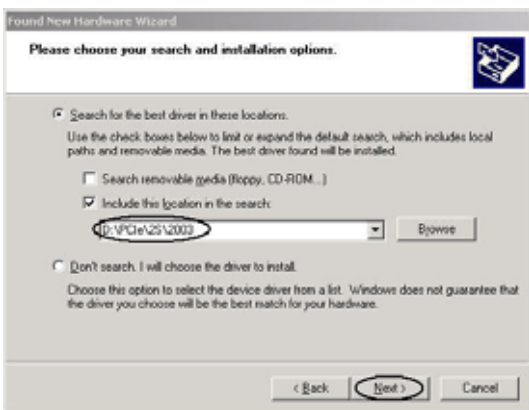 Found New Hardware Wizard
Please choose your search and installation options.
Search for the best driver in these locations.
Use the check boxes below to limit or expand the default search, which includes local
paths and removable media. The best driver found will be installed.
Search removable media (floppy, CD-ROM...)
Include this location in the search:
D:\PCIe\2S\2003
Browse
Don't search. I will choose the driver to install.
Choose this option to select the device driver from a list. Windows does not guarantee that
the driver you choose will be the best match for your hardware.
< Back
Next >
Cancel